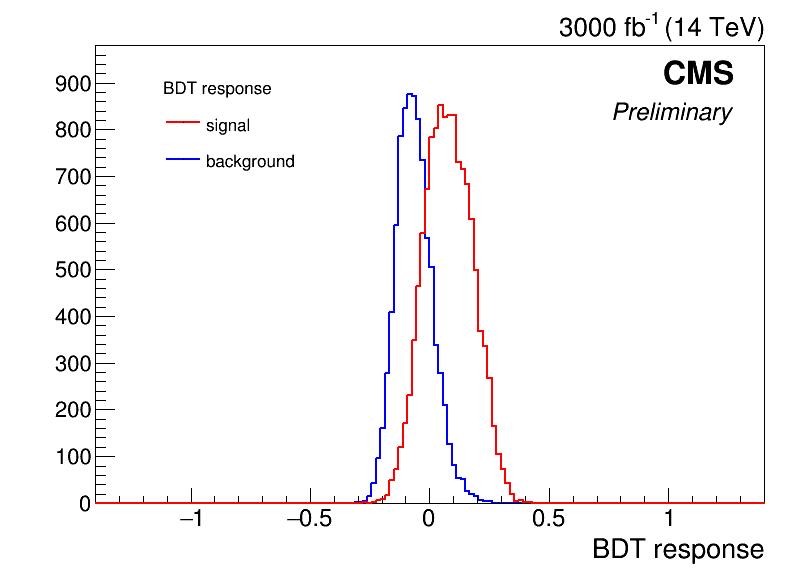 3000 fb⁻¹ (14 TeV)
CMS
Preliminary
BDT response
signal
background
900
800
700
600
500
400
300
200
100
0
−1 −0.5 0 0.5 1
BDT response